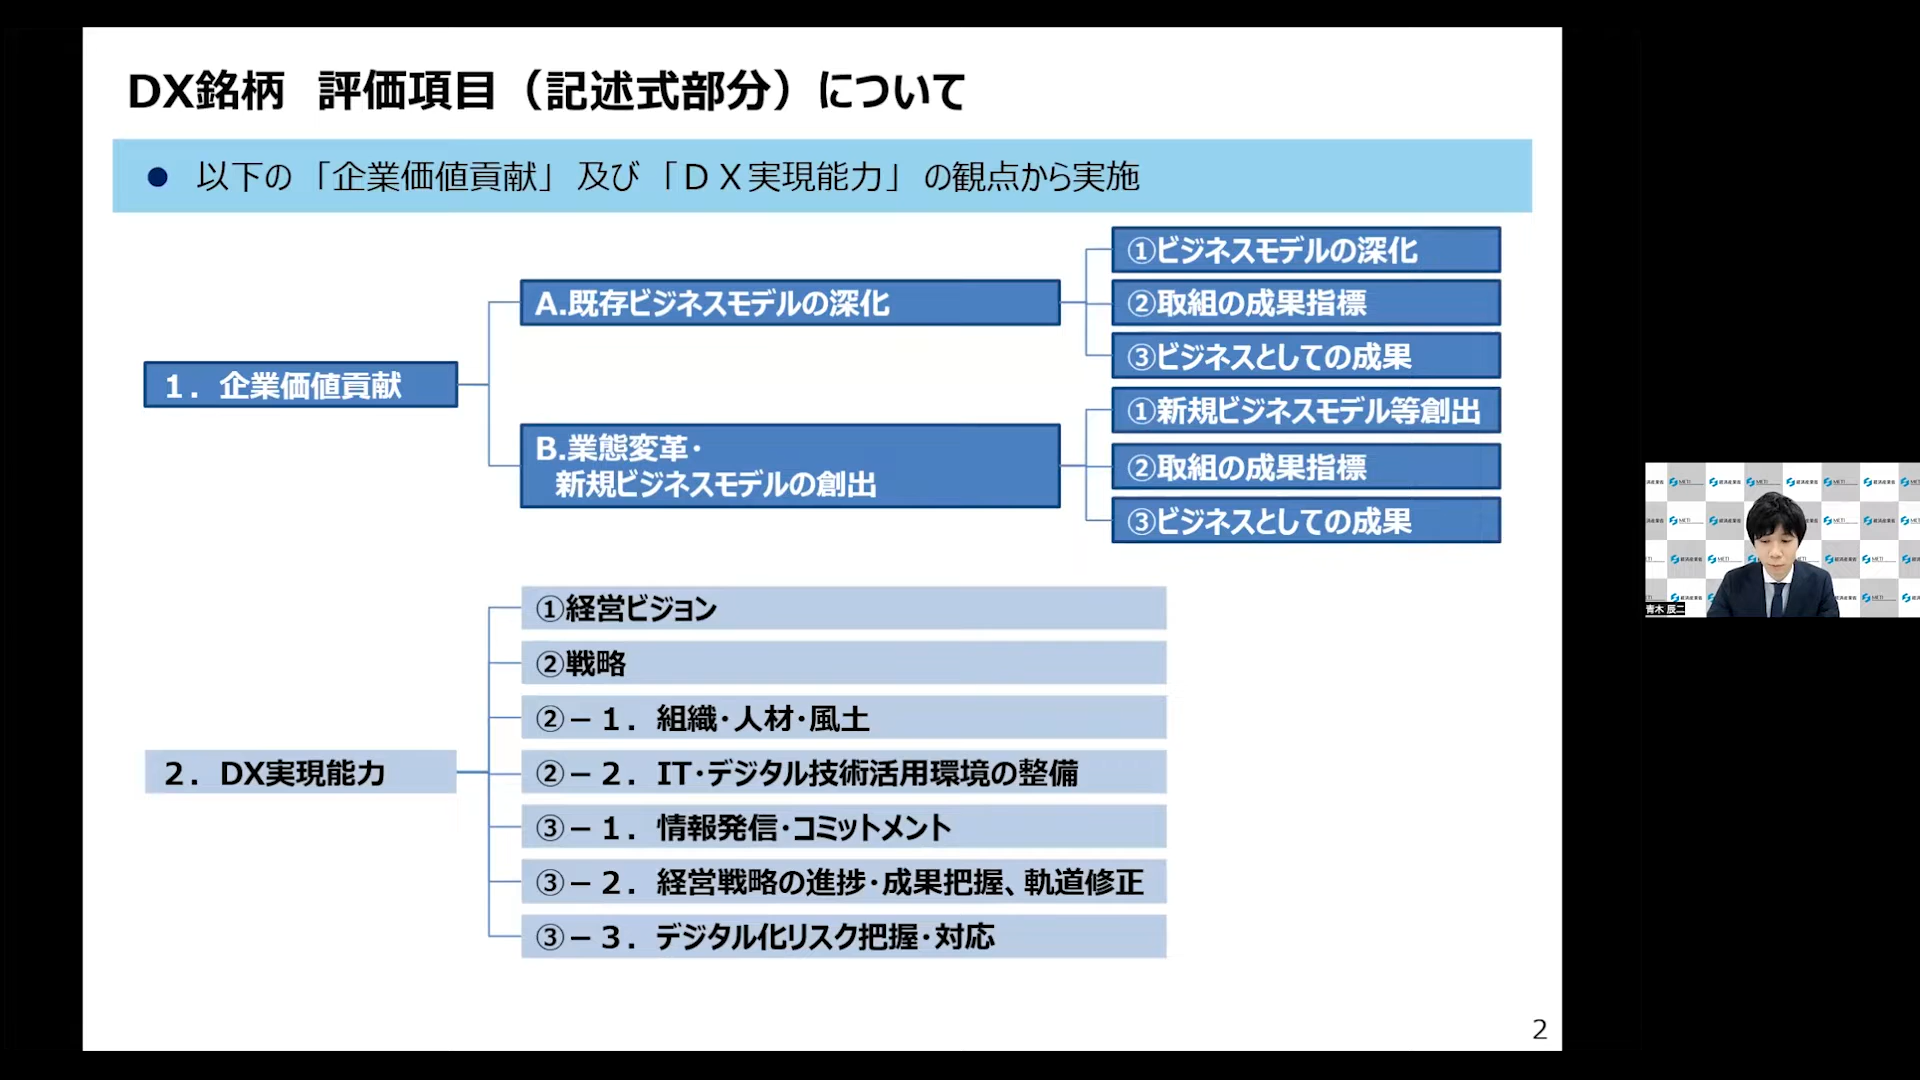 DX銘柄　評価項目（記述式部分）について
● 以下の「企業価値貢献」及び「ＤＸ実現能力」の観点から実施
１．企業価値貢献
A.既存ビジネスモデルの深化
①ビジネスモデルの深化
②取組の成果指標
③ビジネスとしての成果
B.業態変革・
新規ビジネスモデルの創出
①新規ビジネスモデル等創出
②取組の成果指標
③ビジネスとしての成果
２．DX実現能力
①経営ビジョン
②戦略
②－１．組織・人材・風土
②－２．IT・デジタル技術活用環境の整備
③－１．情報発信・コミットメント
③－２．経営戦略の進捗・成果把握、軌道修正
③－３．デジタル化リスク把握・対応
2
METI
経済産業省
青木 辰二